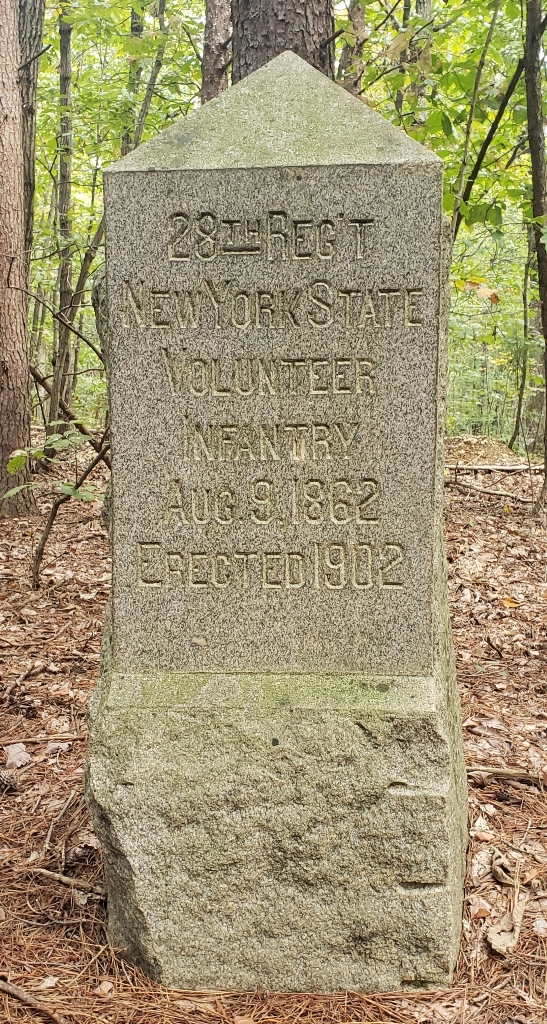 28TH REG'T
NEW YORK STATE
VOLUNTEER
INFANTRY
AUG. 9, 1862
ERECTED 1902